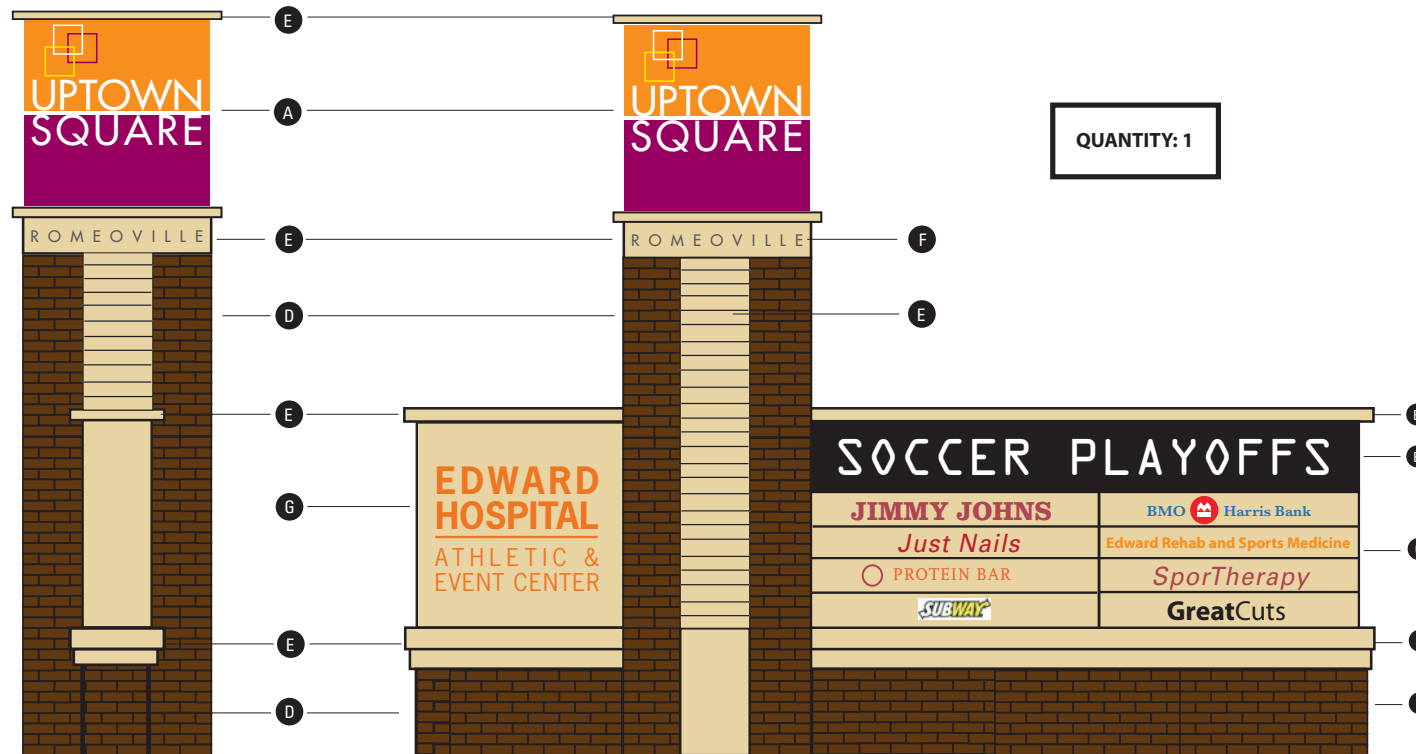 E
UPTOWN
SQUARE
A
UPTOWN
SQUARE
QUANTITY: 1
ROMEOVILLE
E
ROMEOVILLE
F
D
E
E
SOCCER PLAYOFFS
EDWARD
HOSPITAL
ATHLETIC &
EVENT CENTER
G
JIMMY JOHNS
BMO Harris Bank
Just Nails
Edward Rehab and Sports Medicine
PROTEIN BAR
SporTherapy
SUBWAY
GreatCuts
E
D